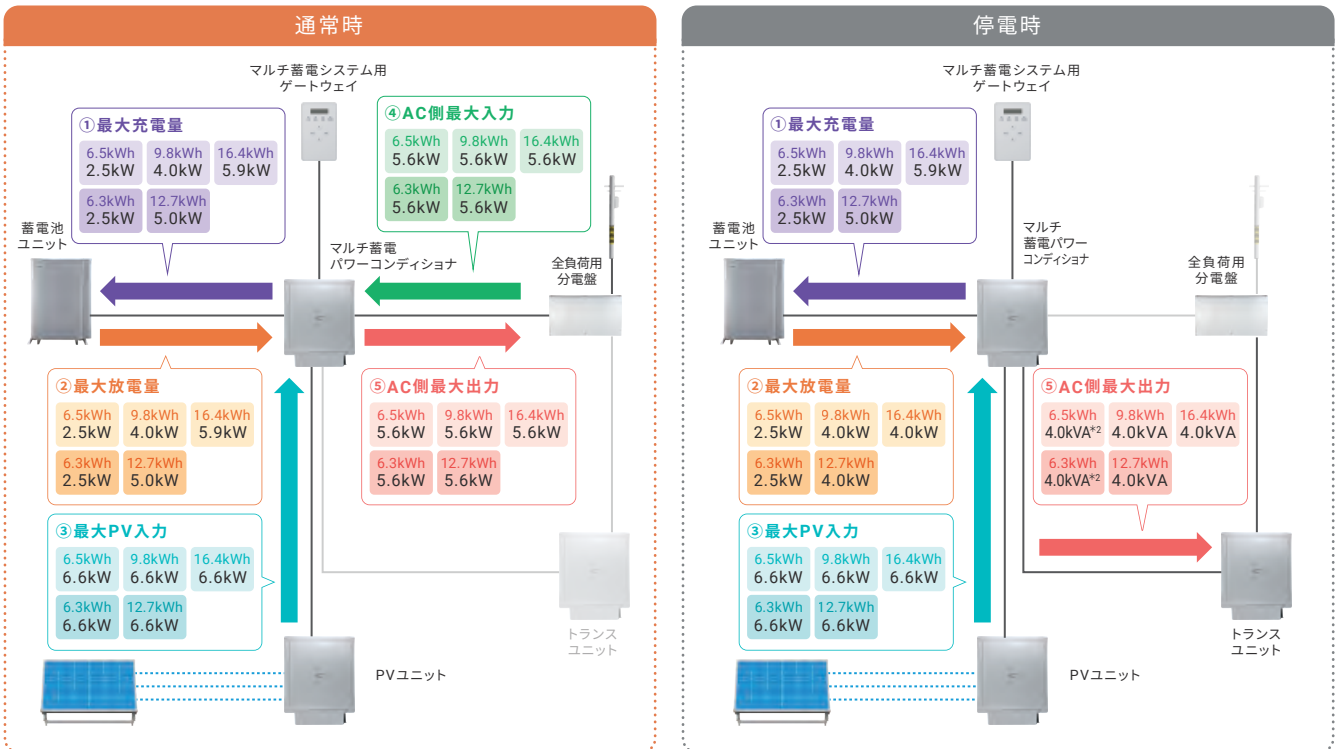 通常時
マルチ蓄電システム用
ゲートウェイ
①最大充電量
6.5kWh 9.8kWh 16.4kWh
2.5kW 4.0kW 5.9kW
6.3kWh 12.7kWh
2.5kW 5.0kW
④AC側最大入力
6.5kWh 9.8kWh 16.4kWh
5.6kW 5.6kW 5.6kW
6.3kWh 12.7kWh
5.6kW 5.6kW
蓄電池
ユニット
マルチ蓄電
パワーコンディショナ
全負荷用
分電盤
②最大放電量
6.5kWh 9.8kWh 16.4kWh
2.5kW 4.0kW 5.9kW
6.3kWh 12.7kWh
2.5kW 5.0kW
⑤AC側最大出力
6.5kWh 9.8kWh 16.4kWh
5.6kW 5.6kW 5.6kW
6.3kWh 12.7kWh
5.6kW 5.6kW
③最大PV入力
6.5kWh 9.8kWh 16.4kWh
6.6kW 6.6kW 6.6kW
6.3kWh 12.7kWh
6.6kW 6.6kW
トランス
ユニット
PVユニット
停電時
マルチ蓄電システム用
ゲートウェイ
①最大充電量
6.5kWh 9.8kWh 16.4kWh
2.5kW 4.0kW 5.9kW
6.3kWh 12.7kWh
2.5kW 5.0kW
蓄電池
ユニット
マルチ
蓄電パワー
コンディショナ
全負荷用
分電盤
②最大放電量
6.5kWh 9.8kWh 16.4kWh
2.5kW 4.0kW 4.0kW
6.3kWh 12.7kWh
2.5kW 4.0kW
⑤AC側最大出力
6.5kWh 9.8kWh 16.4kWh
4.0kVA*2 4.0kVA 4.0kVA
6.3kWh 12.7kWh
4.0kVA*2 4.0kVA
③最大PV入力
6.5kWh 9.8kWh 16.4kWh
6.6kW 6.6kW 6.6kW
6.3kWh 12.7kWh
6.6kW 6.6kW
トランス
ユニット
PVユニット